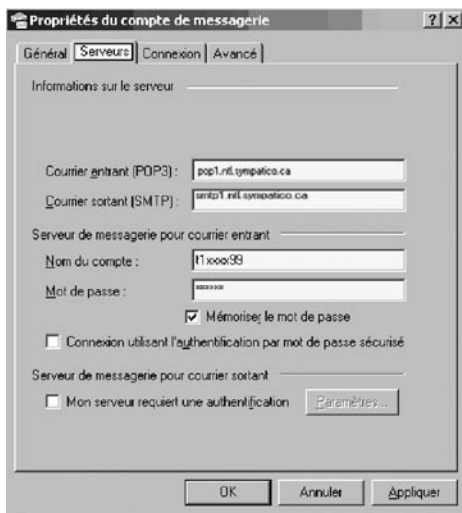 Propriétés du compte de messagerie
Général Serveurs Connexion Avancé
Informations sur le serveur
Courrier entrant (POP3) : pop1.ntl.sympatico.ca
Courrier sortant (SMTP) : smtp1.ntl.sympatico.ca
Serveur de messagerie pour courrier entrant
Nom du compte : t1xxxx99
Mot de passe : ******
Mémoriser le mot de passe
Connexion utilisant l'authentification par mot de passe sécurisé
Serveur de messagerie pour courrier sortant
Mon serveur requiert une authentification Paramètres...
OK Annuler Appliquer